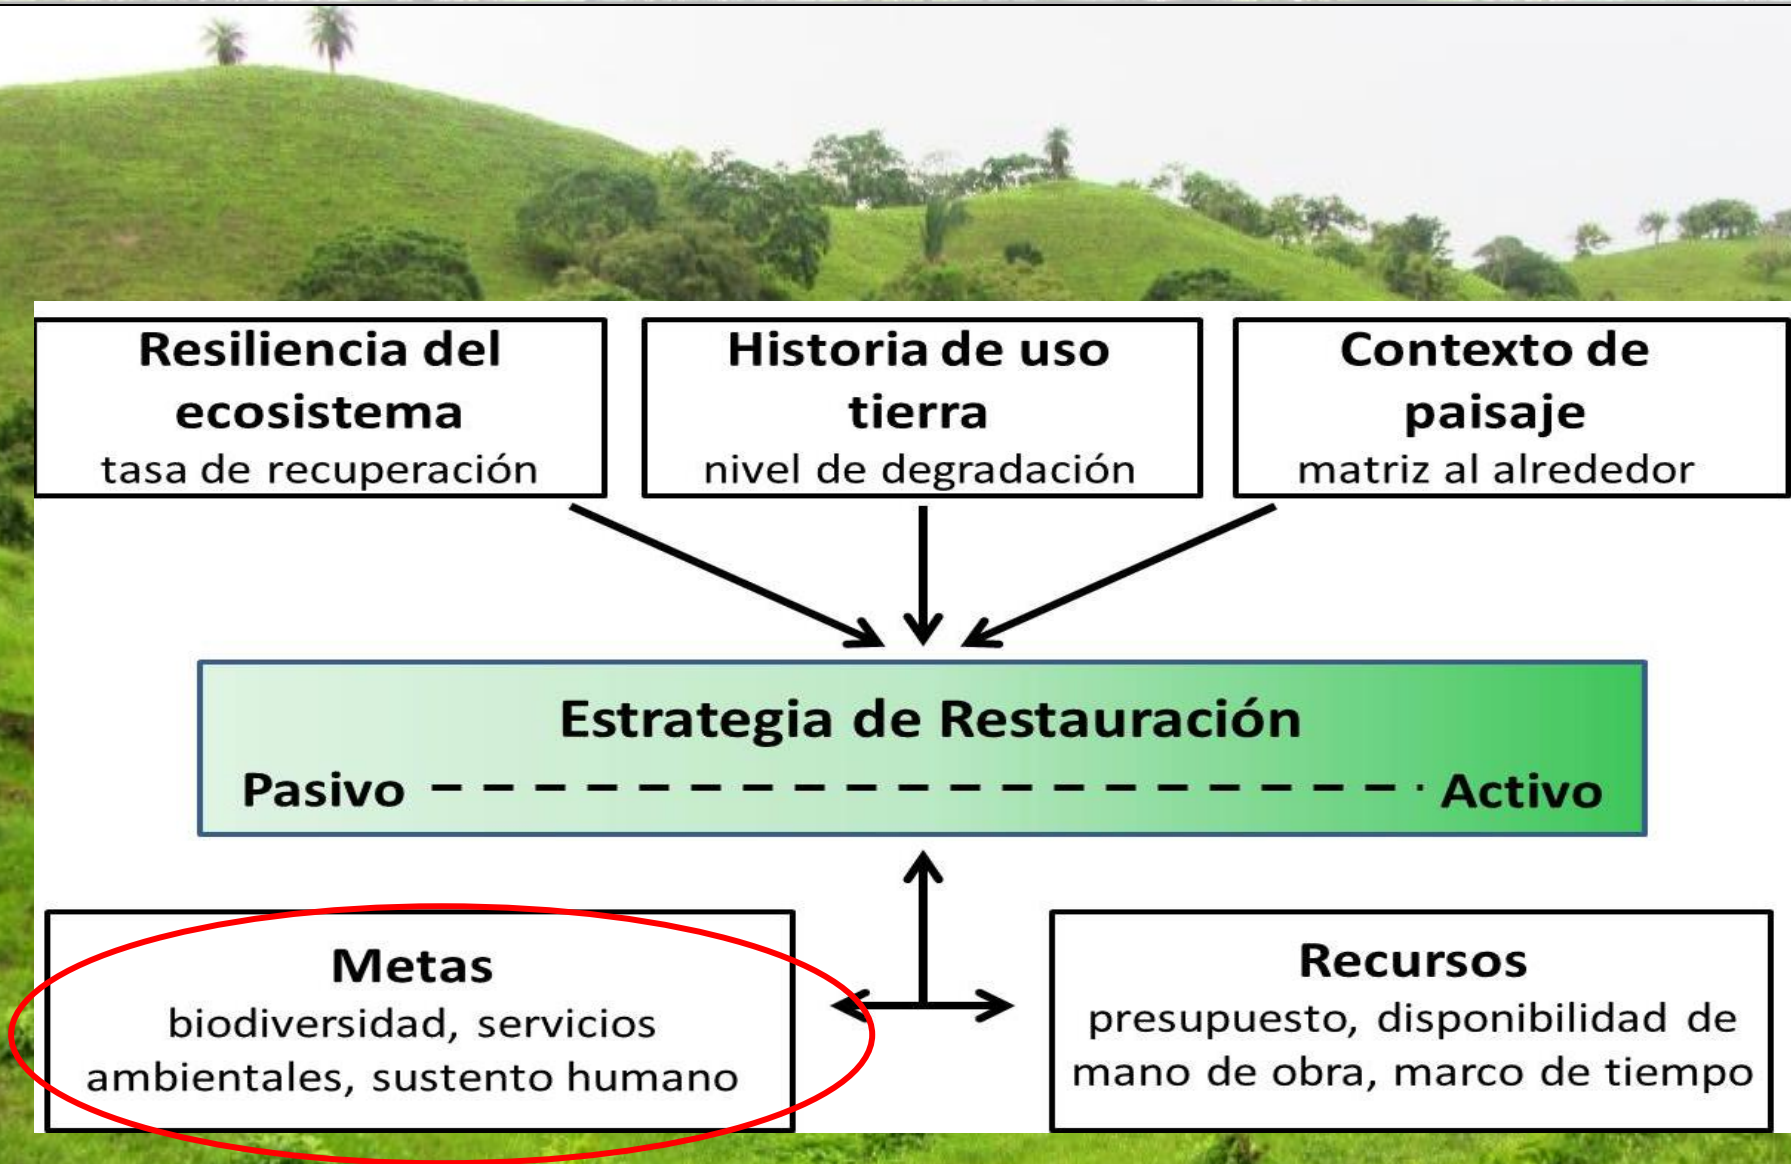 Resiliencia del
ecosistema
tasa de recuperación
Historia de uso
tierra
nivel de degradación
Contexto de
paisaje
matriz al alrededor
Estrategia de Restauración
Pasivo Activo
Metas
biodiversidad, servicios
ambientales, sustento humano
Recursos
presupuesto, disponibilidad de
mano de obra, marco de tiempo